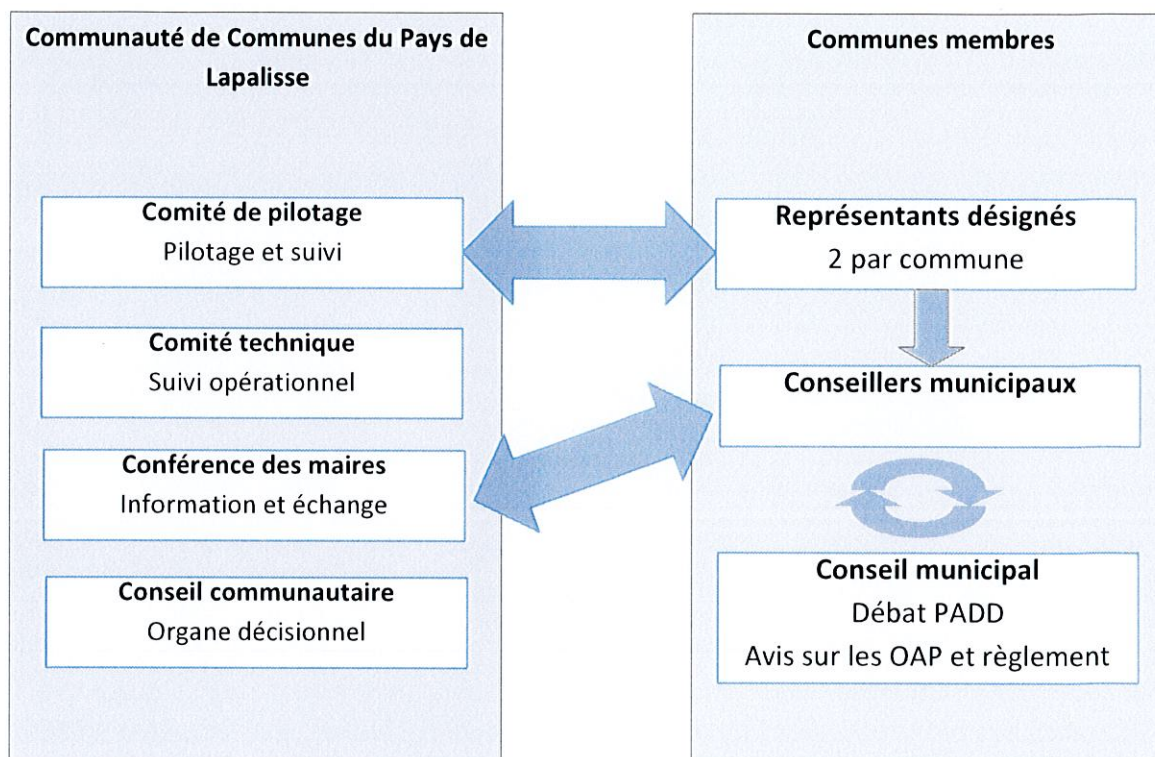 Communauté de Communes du Pays de
Lapalisse
Comité de pilotage
Pilotage et suivi
Comité technique
Suivi opérationnel
Conférence des maires
Information et échange
Conseil communautaire
Organe décisionnel
Communes membres
Représentants désignés
2 par commune
Conseillers municipaux
Conseil municipal
Débat PADD
Avis sur les OAP et règlement